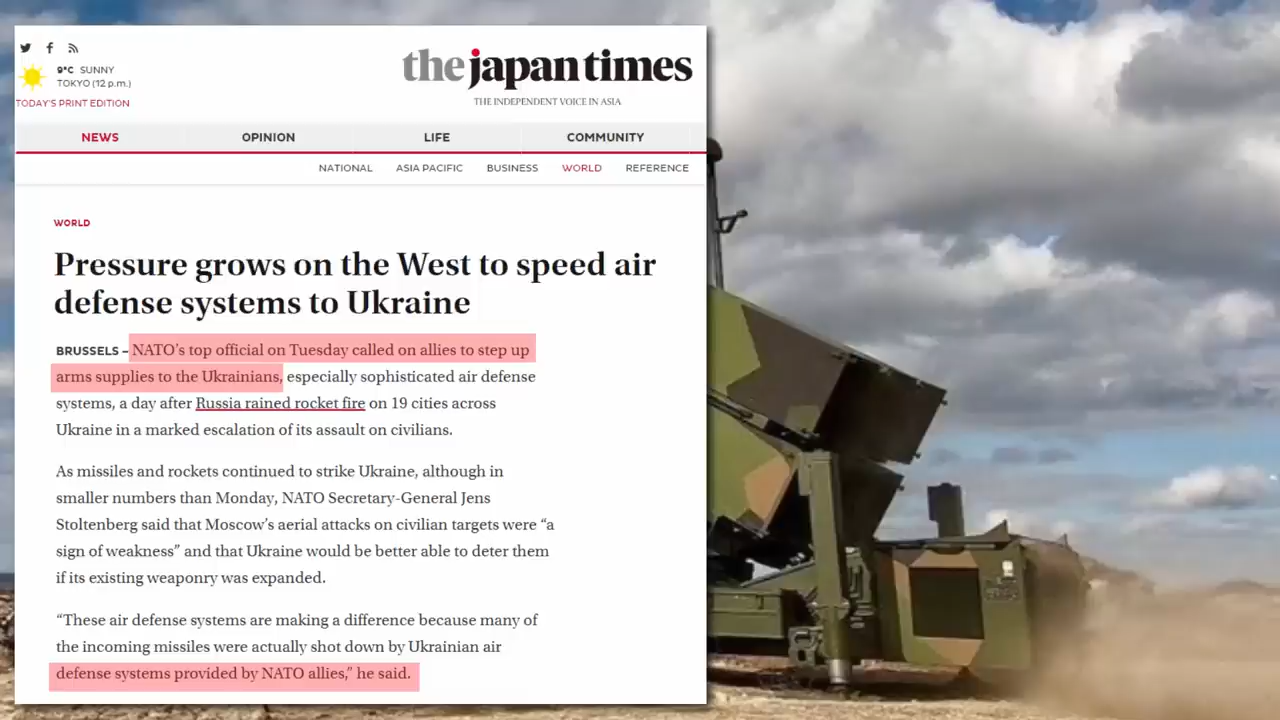 9°C SUNNY
TOKYO (12 p.m.)
TODAY'S PRINT EDITION
the japan times
THE INDEPENDENT VOICE IN ASIA
NEWS OPINION LIFE COMMUNITY
NATIONAL ASIA PACIFIC BUSINESS WORLD REFERENCE
WORLD
Pressure grows on the West to speed air
defense systems to Ukraine
BRUSSELS – NATO’s top official on Tuesday called on allies to step up
arms supplies to the Ukrainians, especially sophisticated air defense
systems, a day after Russia rained rocket fire on 19 cities across
Ukraine in a marked escalation of its assault on civilians.
As missiles and rockets continued to strike Ukraine, although in
smaller numbers than Monday, NATO Secretary-General Jens
Stoltenberg said that Moscow’s aerial attacks on civilian targets were “a
sign of weakness” and that Ukraine would be better able to deter them
if its existing weaponry was expanded.
“These air defense systems are making a difference because many of
the incoming missiles were actually shot down by Ukrainian air
defense systems provided by NATO allies,” he said.